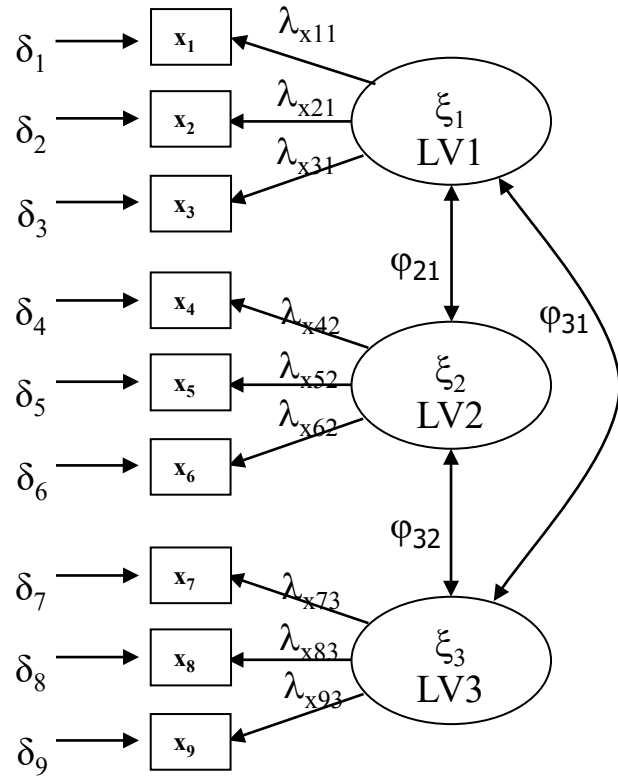 δ₁ x₁ λₓ₁₁
ξ₁
LV1
δ₂ x₂ λₓ₂₁
δ₃ x₃ λₓ₃₁
φ₂₁
φ₃₁
δ₄ x₄ λₓ₄₂
ξ₂
LV2
δ₅ x₅ λₓ₅₂
δ₆ x₆ λₓ₆₂
φ₃₂
δ₇ x₇ λₓ₇₃
ξ₃
LV3
δ₈ x₈ λₓ₈₃
δ₉ x₉ λₓ₉₃